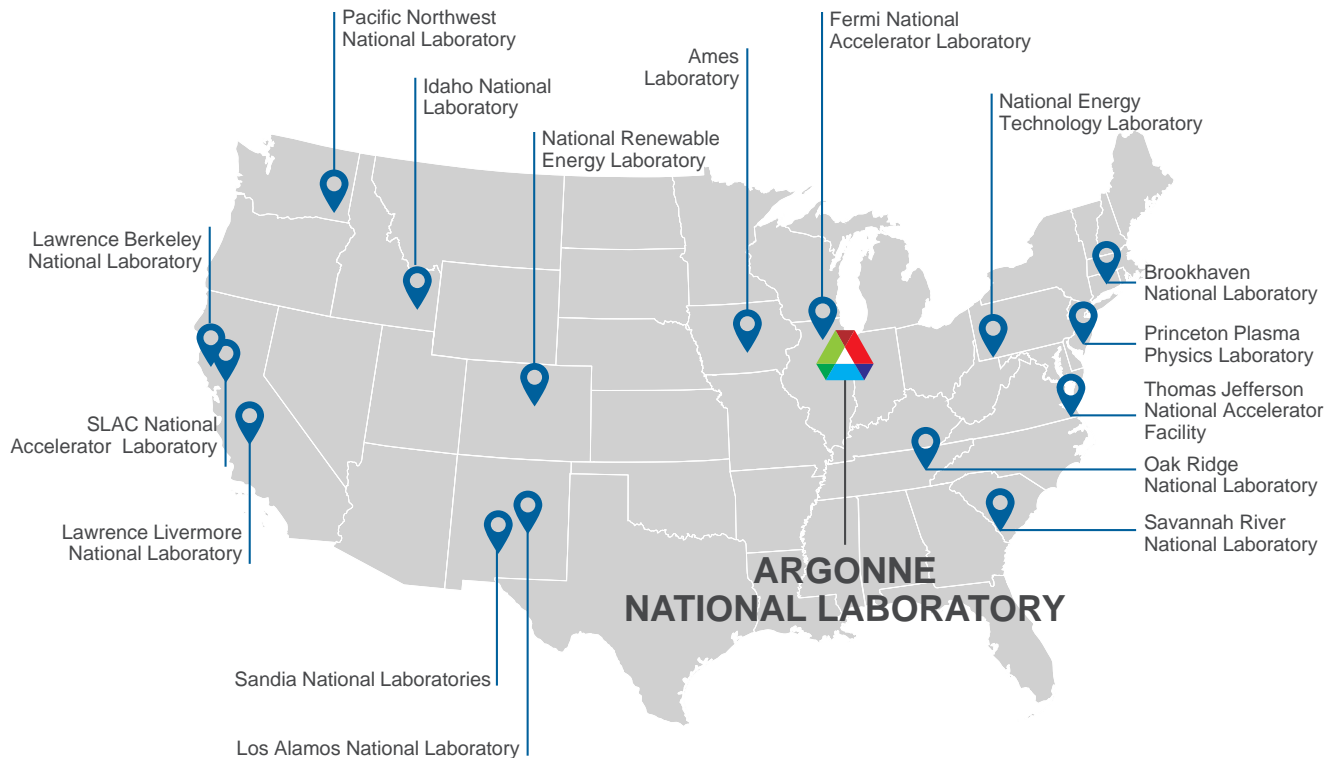 Pacific Northwest
National Laboratory
Fermi National
Accelerator Laboratory
Ames
Laboratory
Idaho National
Laboratory
National Energy
Technology Laboratory
National Renewable
Energy Laboratory
Lawrence Berkeley
National Laboratory
Brookhaven
National Laboratory
Princeton Plasma
Physics Laboratory
Thomas Jefferson
National Accelerator
Facility
SLAC National
Accelerator Laboratory
Oak Ridge
National Laboratory
Savannah River
National Laboratory
Lawrence Livermore
National Laboratory
ARGONNE
NATIONAL LABORATORY
Sandia National Laboratories
Los Alamos National Laboratory